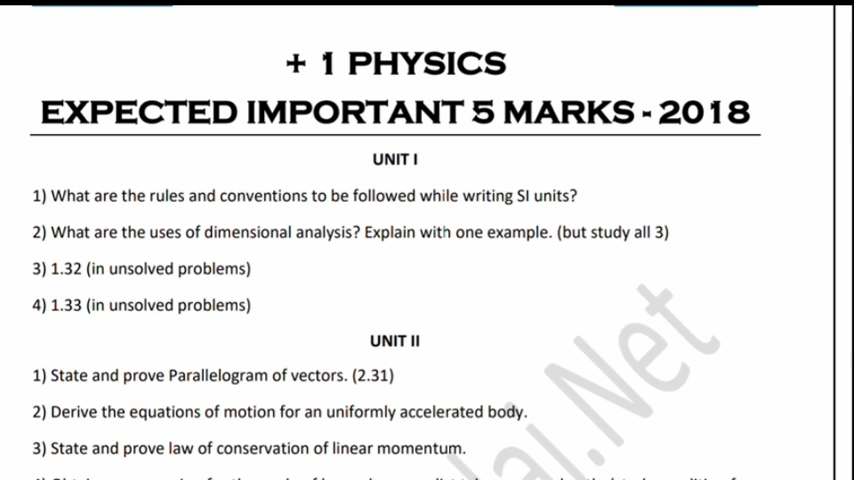 + 1 PHYSICS
EXPECTED IMPORTANT 5 MARKS - 2018
UNIT I
1) What are the rules and conventions to be followed while writing SI units?
2) What are the uses of dimensional analysis? Explain with one example. (but study all 3)
3) 1.32 (in unsolved problems)
4) 1.33 (in unsolved problems)
UNIT II
1) State and prove Parallelogram of vectors. (2.31)
2) Derive the equations of motion for an uniformly accelerated body.
3) State and prove law of conservation of linear momentum.